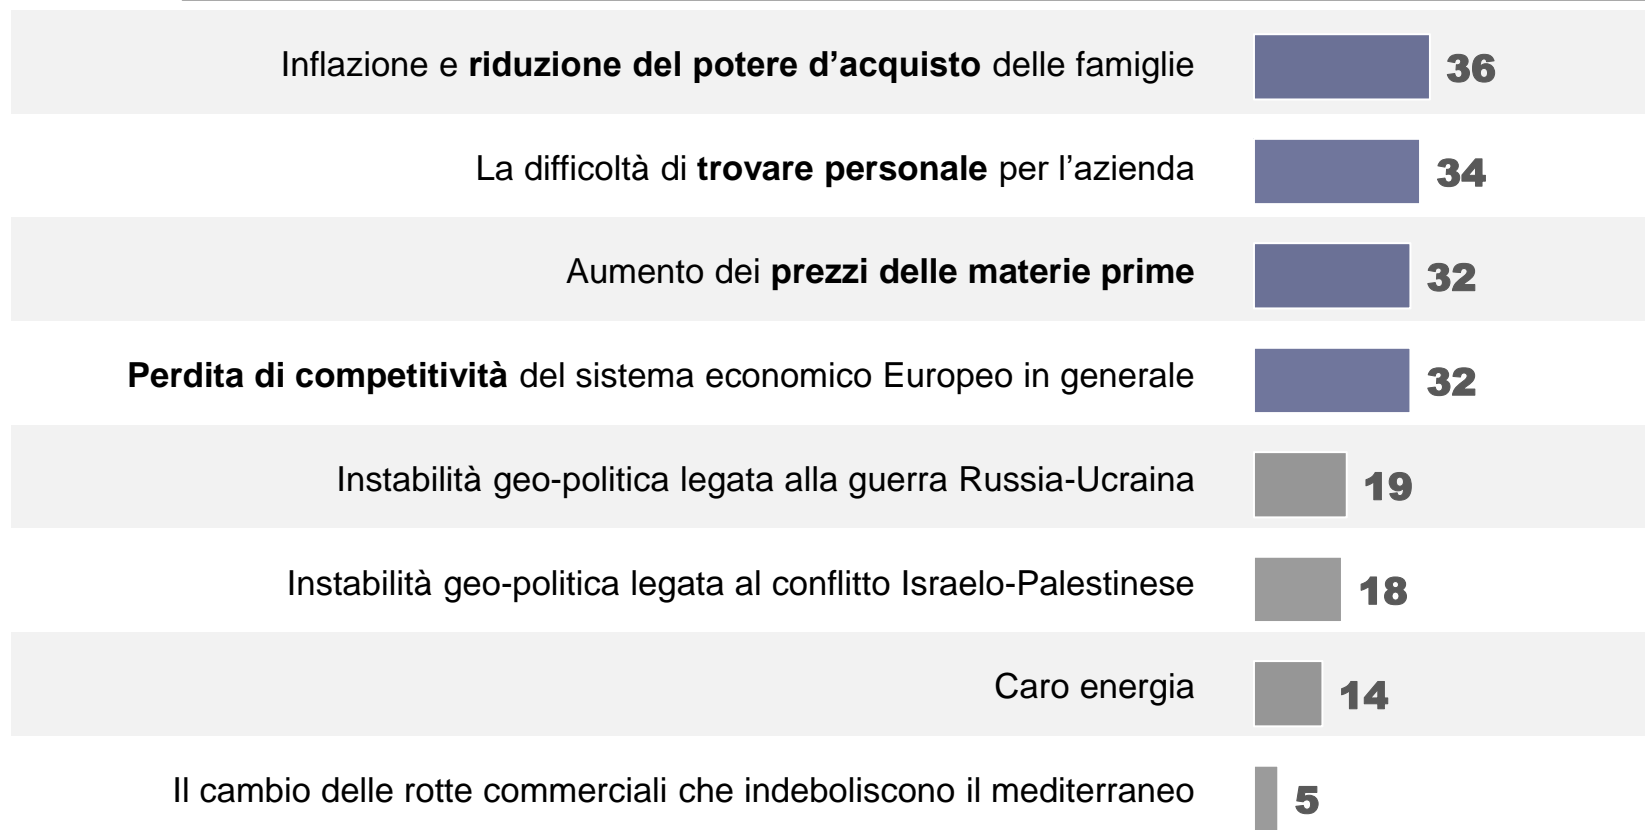 Inflazione e riduzione del potere d’acquisto delle famiglie 36
La difficoltà di trovare personale per l’azienda 34
Aumento dei prezzi delle materie prime 32
Perdita di competitività del sistema economico Europeo in generale 32
Instabilità geo-politica legata alla guerra Russia-Ucraina 19
Instabilità geo-politica legata al conflitto Israelo-Palestinese 18
Caro energia 14
Il cambio delle rotte commerciali che indeboliscono il mediterraneo 5